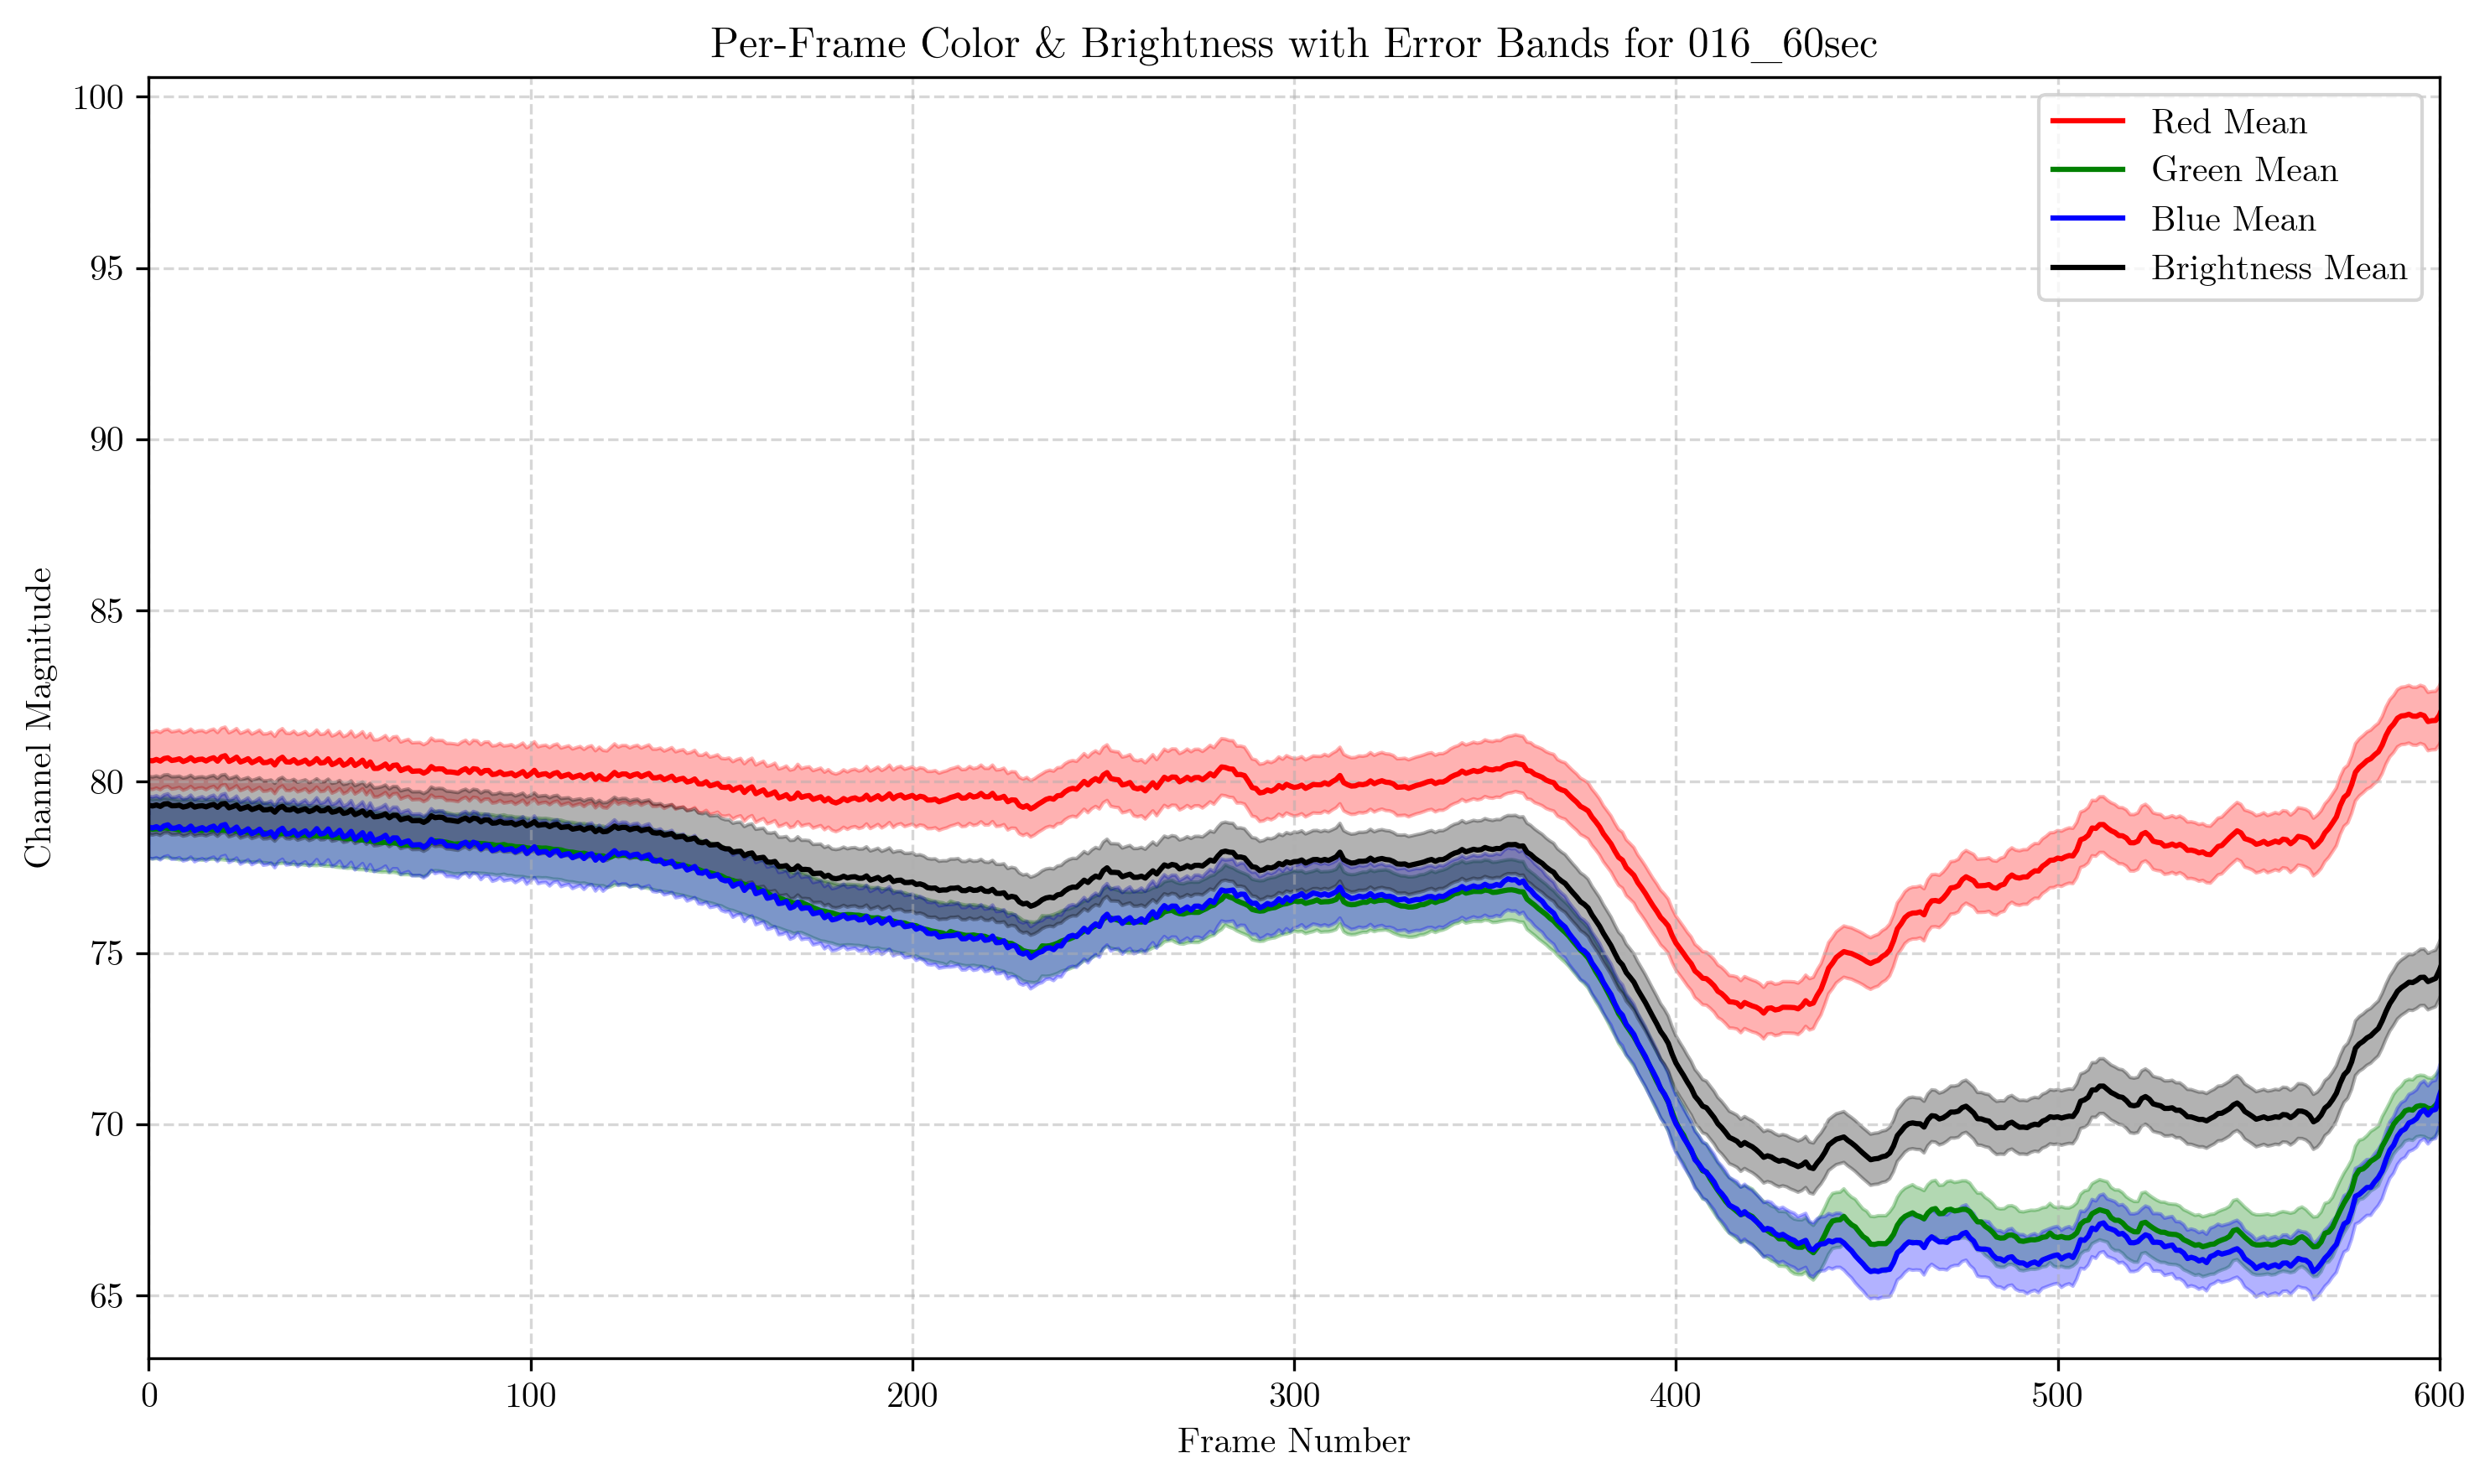 Per-Frame Color & Brightness with Error Bands for 016_60sec
100
95
90
85
80
75
70
65
Channel Magnitude
Red Mean
Green Mean
Blue Mean
Brightness Mean
0 100 200 300 400 500 600
Frame Number